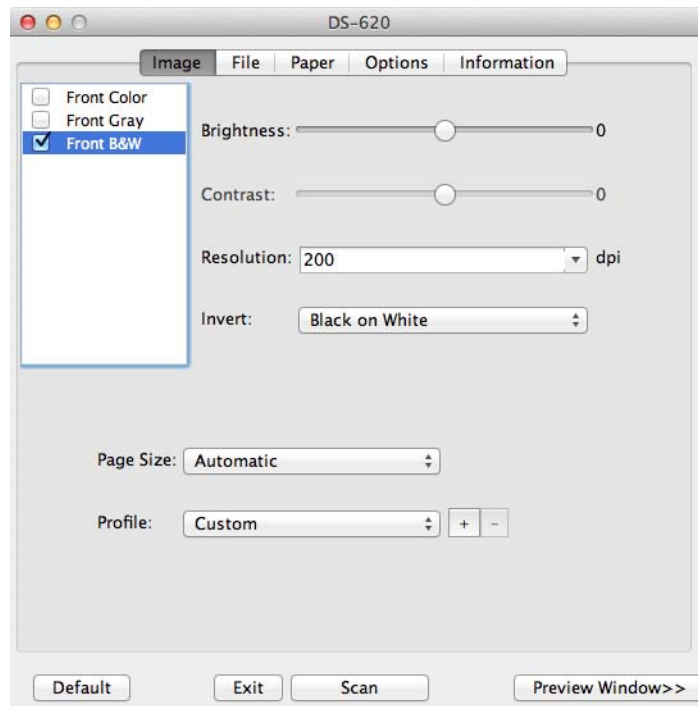 DS-620
Image File Paper Options Information
Front Color
Front Gray
Front B&W
Brightness: 0
Contrast: 0
Resolution: 200 dpi
Invert: Black on White
Page Size: Automatic
Profile: Custom + -
Default Exit Scan Preview Window>>